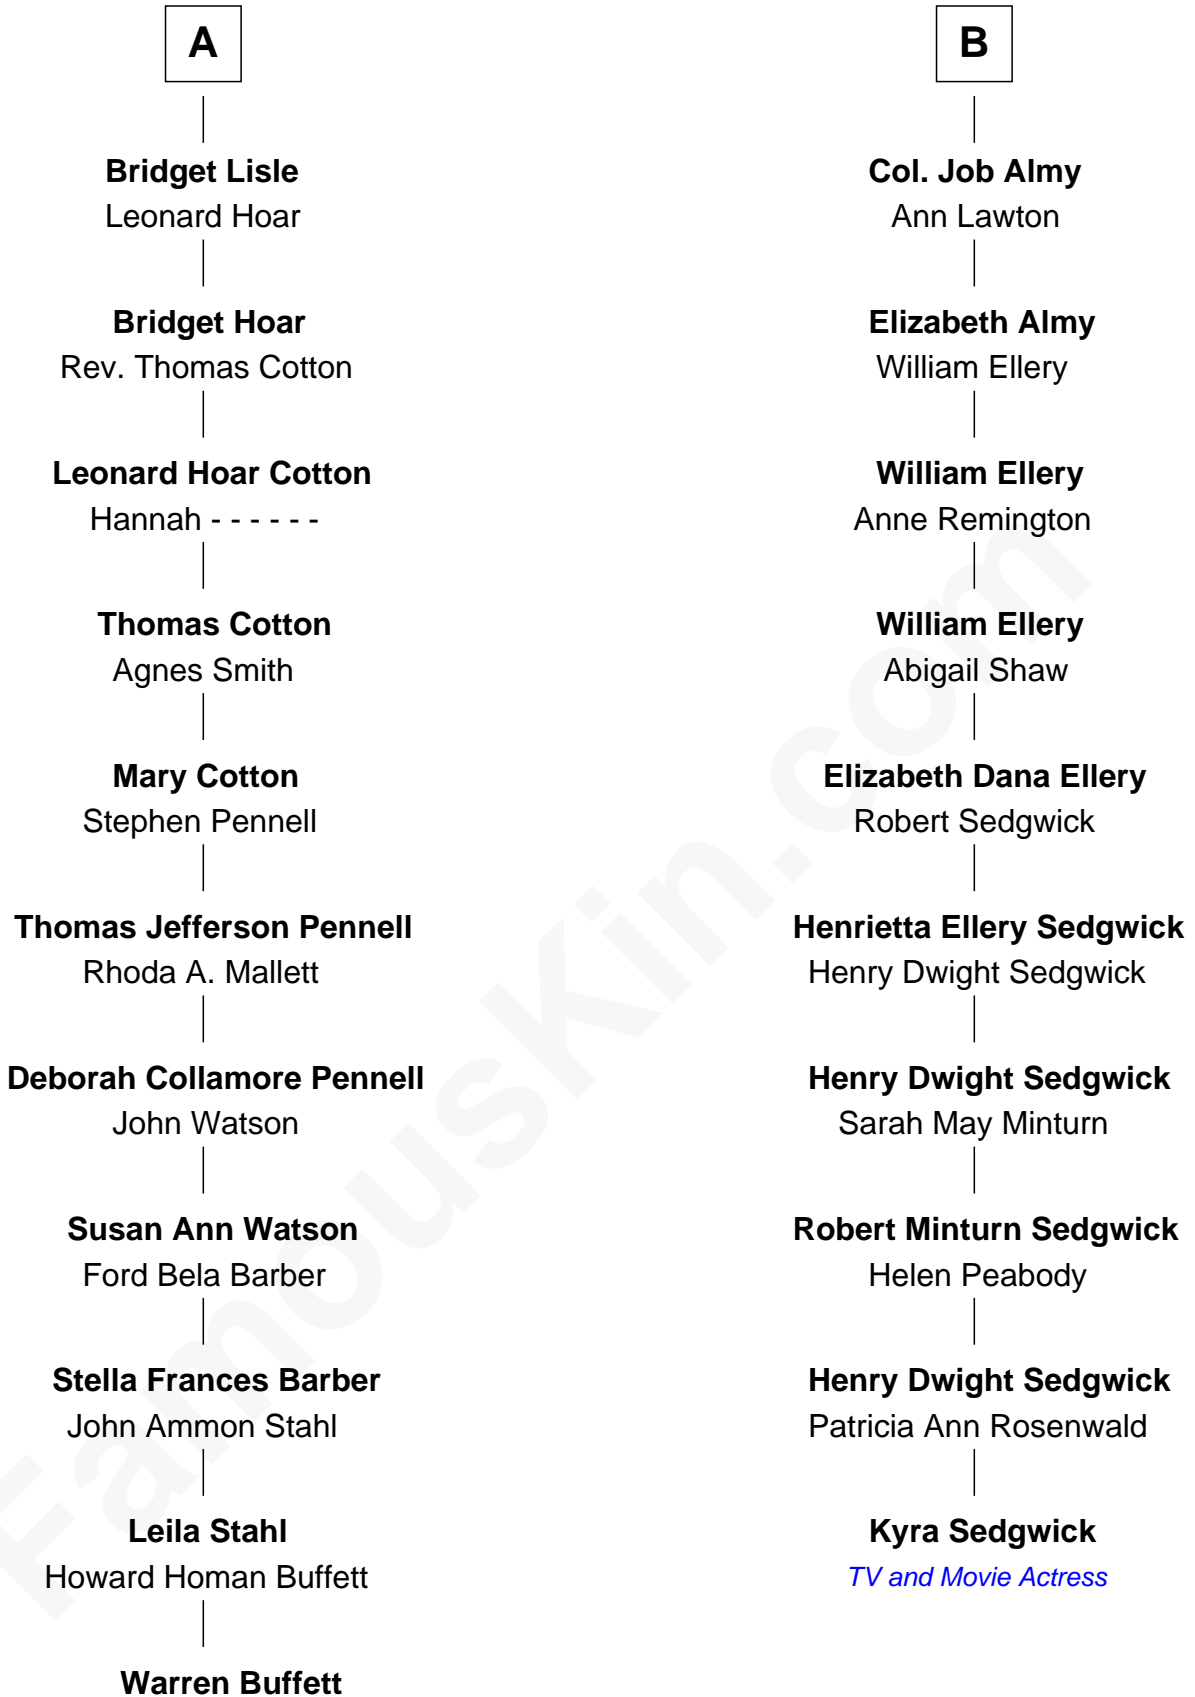 A
Bridget Lisle
Leonard Hoar
Bridget Hoar
Rev. Thomas Cotton
Leonard Hoar Cotton
Hannah - - - - - -
Thomas Cotton
Agnes Smith
Mary Cotton
Stephen Pennell
Thomas Jefferson Pennell
Rhoda A. Mallett
Deborah Collamore Pennell
John Watson
Susan Ann Watson
Ford Bela Barber
Stella Frances Barber
John Ammon Stahl
Leila Stahl
Howard Homan Buffett
Warren Buffett
B
Col. Job Almy
Ann Lawton
Elizabeth Almy
William Ellery
William Ellery
Anne Remington
William Ellery
Abigail Shaw
Elizabeth Dana Ellery
Robert Sedgwick
Henrietta Ellery Sedgwick
Henry Dwight Sedgwick
Henry Dwight Sedgwick
Sarah May Minturn
Robert Minturn Sedgwick
Helen Peabody
Henry Dwight Sedgwick
Patricia Ann Rosenwald
Kyra Sedgwick
TV and Movie Actress
FamousKin.com